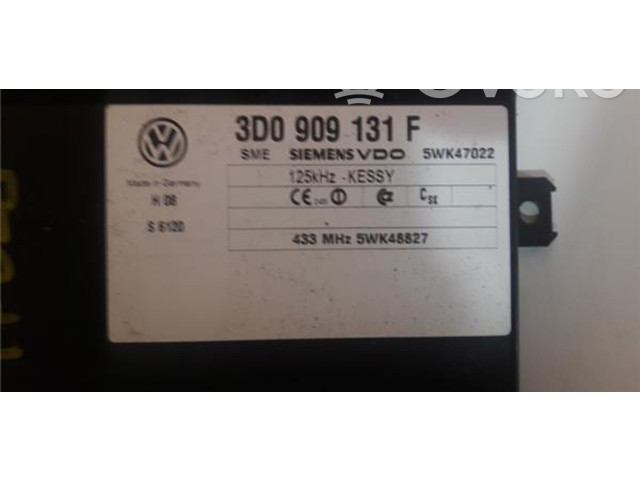 3D0 909 131 F
SME SIEMENS VDO 5WK47022
Made in Germany
125kHz -KESSY
H 08
S 6120
433 MHz 5WK48827